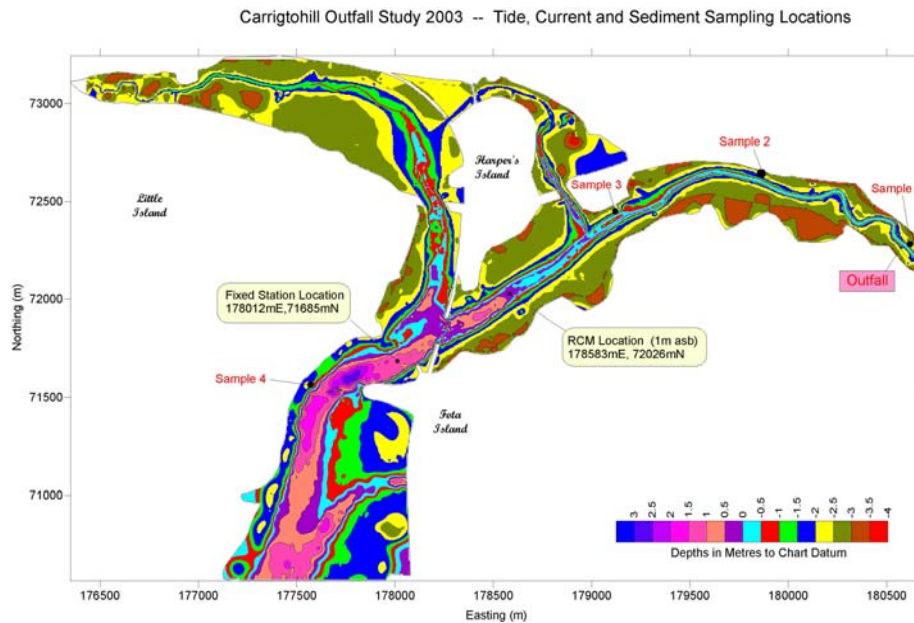 Carrigtohill Outfall Study 2003 -- Tide, Current and Sediment Sampling Locations
73000
72500
72000
71500
71000
Northing (m)
Little
Island
Harper's
Island
Sample 3
Sample 2
Sample
Outfall
Fixed Station Location
178012mE,71685mN
RCM Location (1m asb)
178583mE, 72026mN
Sample 4
Fota
Island
3 2.5 2 1.5 1 0.5 0 -0.5 -1 -1.5 -2 -2.5 -3 -3.5 -4
Depths in Metres to Chart Datum
176500 177000 177500 178000 178500 179000 179500 180000 180500
Easting (m)